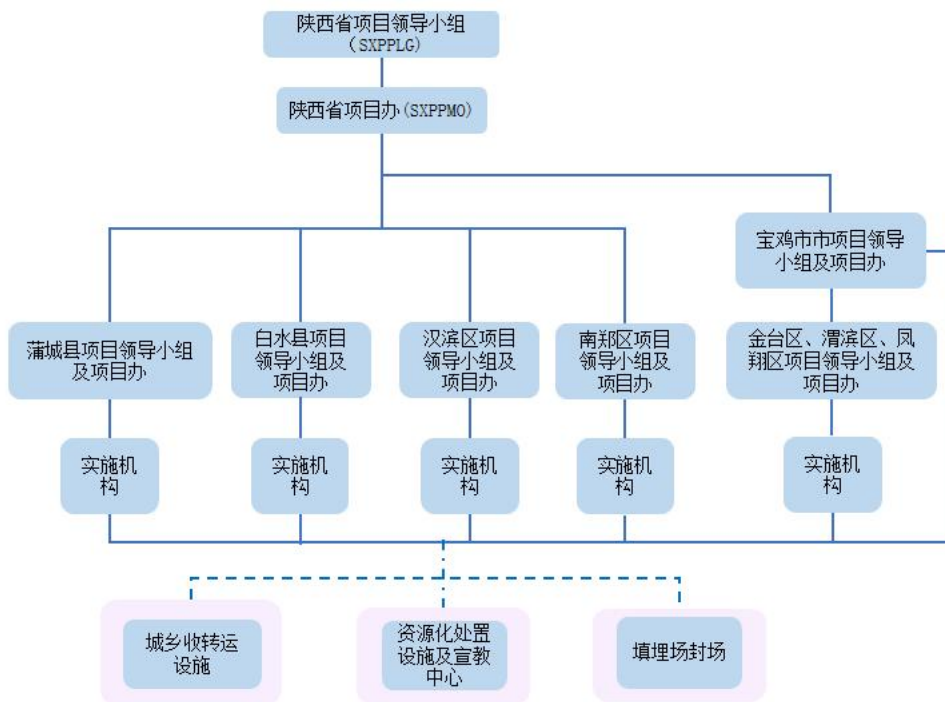 陕西省项目领导小组
（SXPPLG)
陕西省项目办(SXPPMO)
宝鸡市市项目领导
小组及项目办
蒲城县项目领导小组
及项目办
白水县项目
领导小组及
项目办
汉滨区项目
领导小组及
项目办
南郑区项目
领导小组及
项目办
金台区、渭滨区、凤
翔区项目领导小组及
项目办
实施机
构
实施机
构
实施机
构
实施机
构
实施机
构
城乡收转运
设施
资源化处置
设施及宣教
中心
填埋场封场